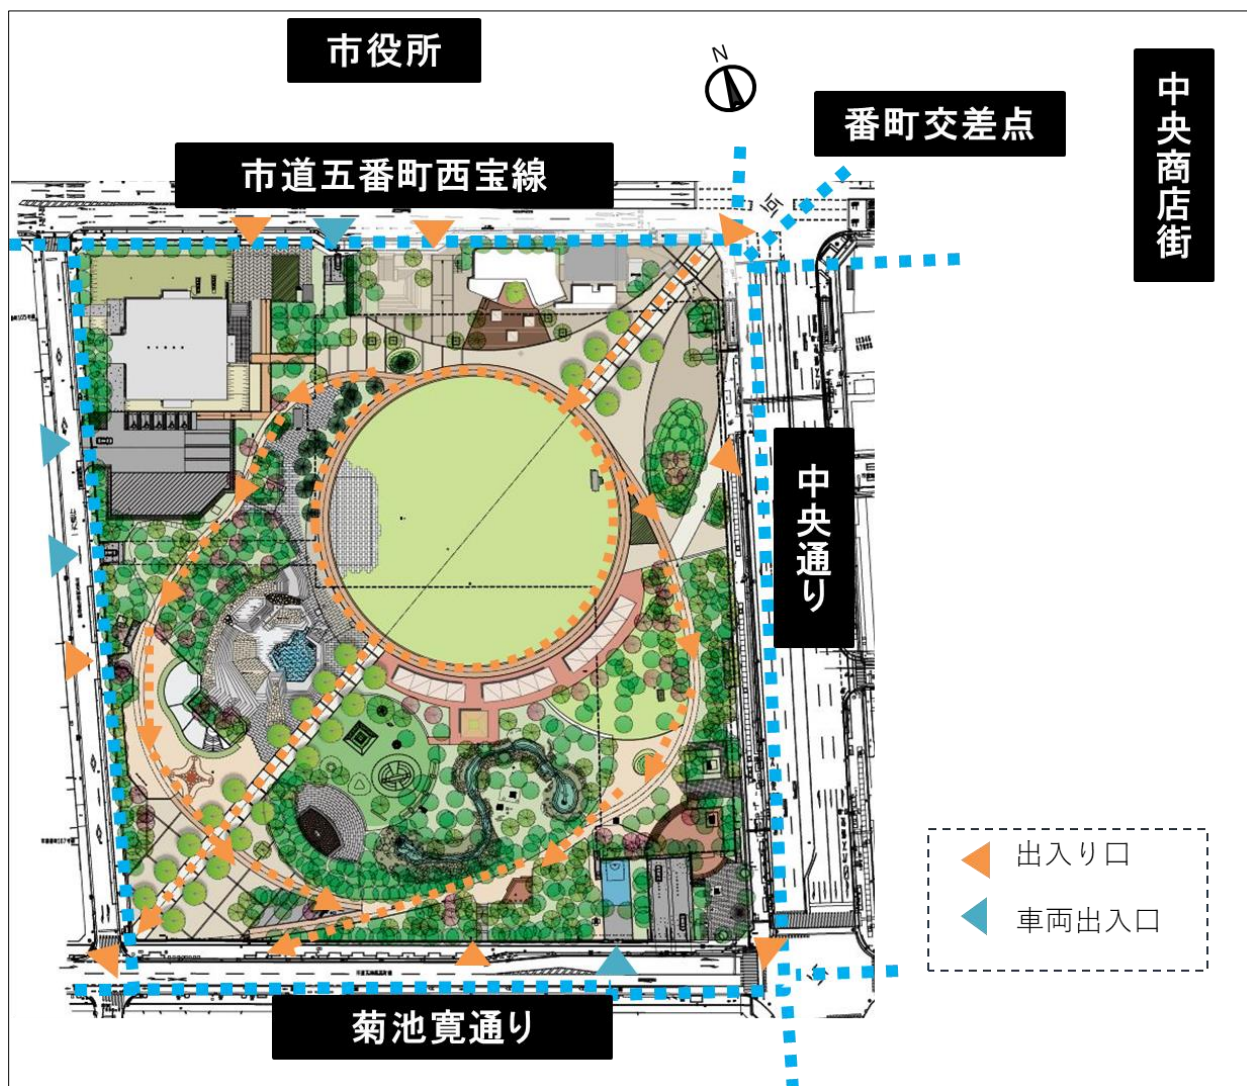 市役所
N
番町交差点
中央商店街
市道五番町西宝線
中央通り
出入り口
車両出入口
菊池寛通り